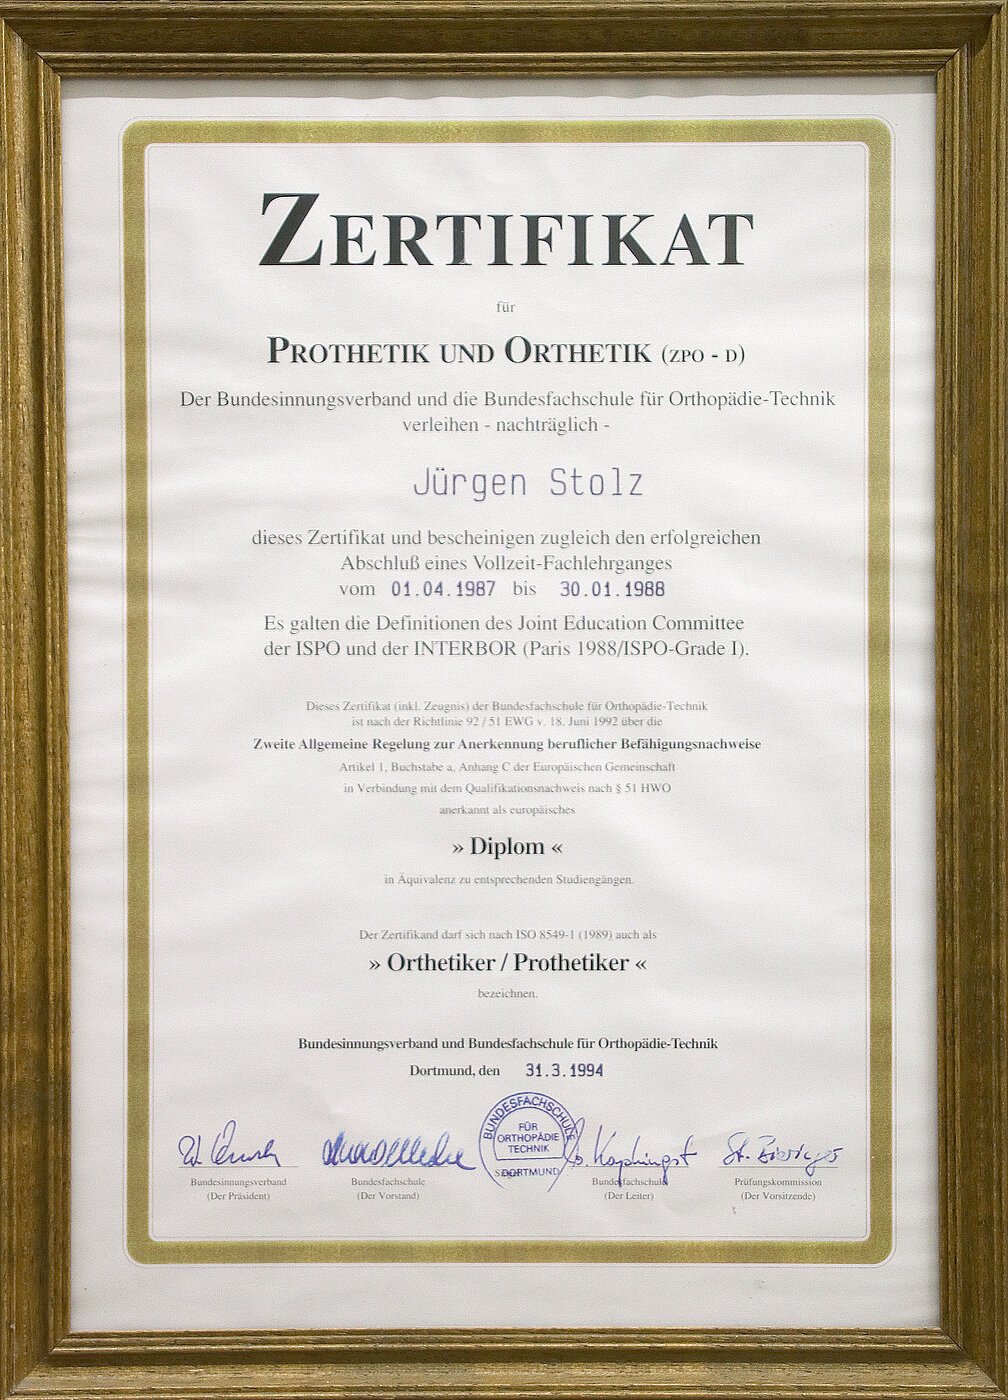 ZERTIFIKAT
für
PROTHETIK UND ORTHETIK (ZPO - D)
Der Bundesinnungsverband und die Bundesfachschule für Orthopädie-Technik
verleihen - nachträglich -
Jürgen Stolz
dieses Zertifikat und bescheinigen zugleich den erfolgreichen
Abschluß eines Vollzeit-Fachlehrganges
vom 01.04.1987 bis 30.01.1988
Es galten die Definitionen des Joint Education Committee
der ISPO und der INTERBOR (Paris 1988/ISPO-Grade I).
Dieses Zertifikat (inkl. Zeugnis) der Bundesfachschule für Orthopädie-Technik
ist nach der Richtlinie 92 / 51 EWG v. 18. Juni 1992 über die
Zweite Allgemeine Regelung zur Anerkennung beruflicher Befähigungsnachweise
Artikel 1, Buchstabe a, Anhang C der Europäischen Gemeinschaft
in Verbindung mit dem Qualifikationsnachweis nach § 51 HWO
anerkannt als europäisches
» Diplom «
in Äquivalenz zu entsprechenden Studiengängen.
Der Zertifikand darf sich nach ISO 8549-1 (1989) auch als
» Orthetiker / Prothetiker «
bezeichnen.
Bundesinnungsverband und Bundesfachschule für Orthopädie-Technik
Dortmund, den 31.3.1994
BUNDESFACHSCHULE
FÜR
ORTHOPÄDIE
TECHNIK
DORTMUND
Bundesinnungsverband
(Der Präsident)
Bundesfachschule
(Der Vorstand)
Bundesfachschule
(Der Leiter)
Prüfungskommission
(Der Vorsitzende)